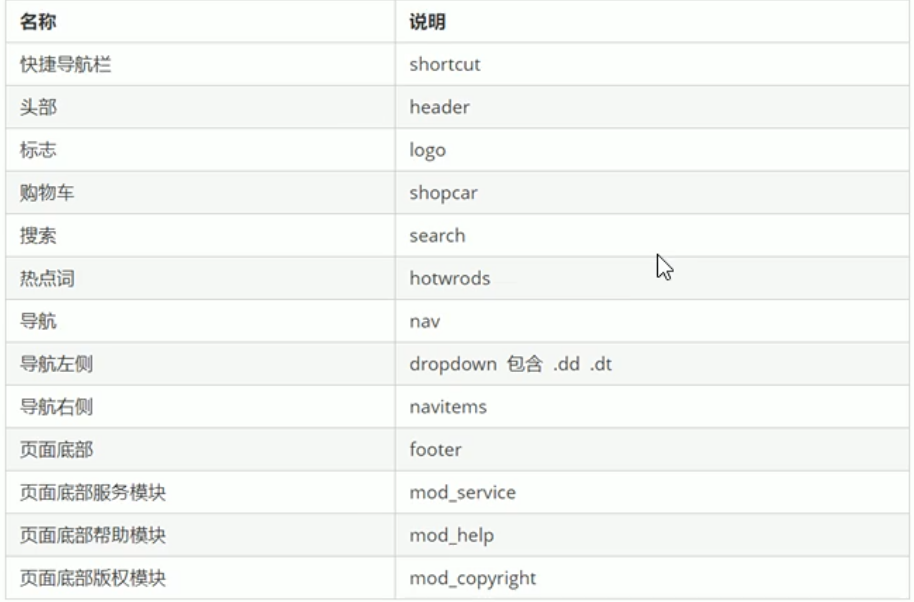 名称 说明
快捷导航栏 shortcut
头部 header
标志 logo
购物车 shopcar
搜索 search
热点词 hotwrods
导航 nav
导航左侧 dropdown 包含 .dd .dt
导航右侧 navitems
页面底部 footer
页面底部服务模块 mod_service
页面底部帮助模块 mod_help
页面底部版权模块 mod_copyright